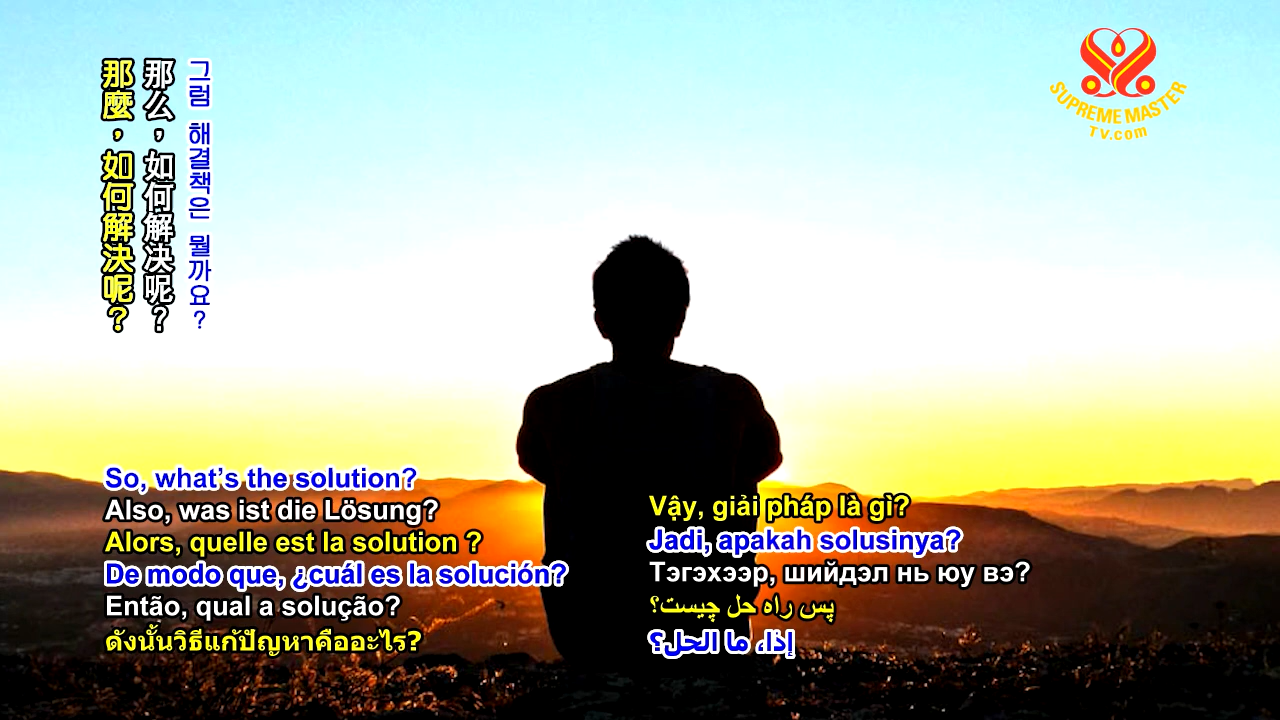 그럼 해결책은 뭘까요?
那么，如何解决呢？
那麼，如何解決呢？
SUPREME MASTER
TV.com
So, what's the solution?
Also, was ist die Lösung?
Alors, quelle est la solution ?
De modo que, ¿cuál es la solución?
Então, qual a solução?
ดังนั้นวิธีแก้ปัญหาคืออะไร?
Vậy, giải pháp là gì?
Jadi, apakah solusinya?
Тэгэхээр, шийдэл нь юу вэ?
پس راه حل چیست؟
إذا، ما الحل؟